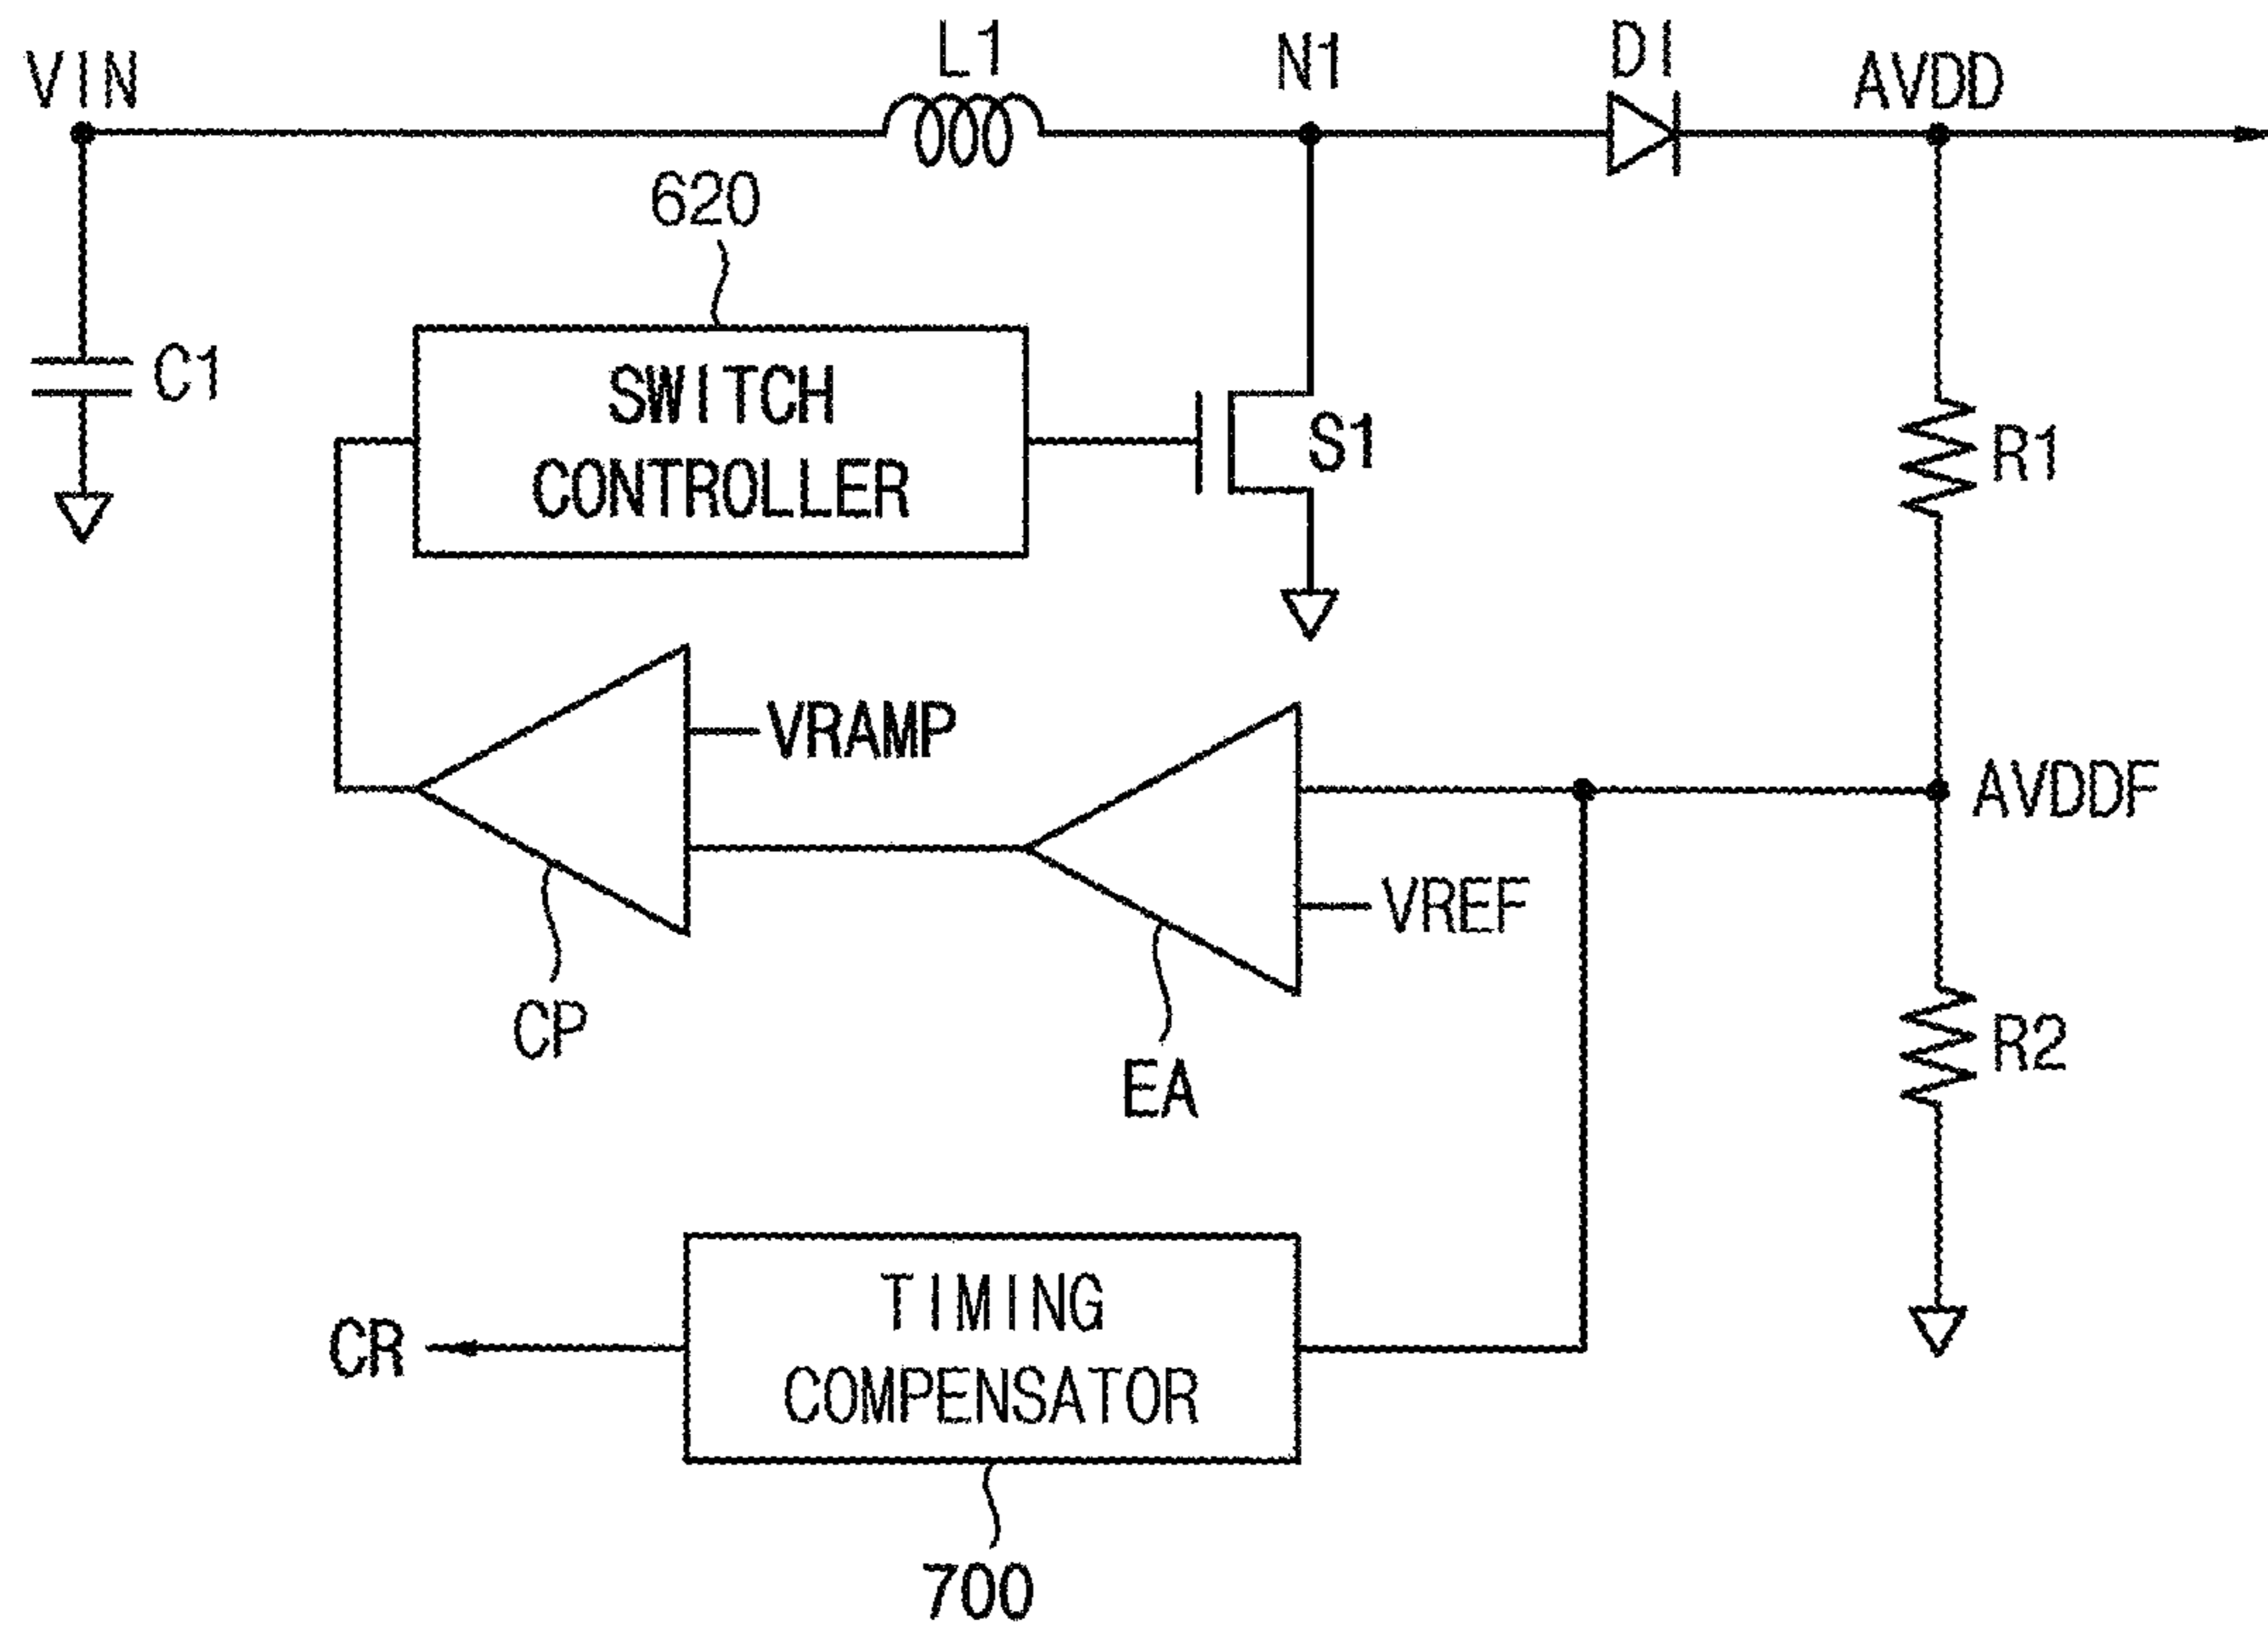 VIN
L1
N1
DI
AVDD
620
C1
SWITCH
CONTROLLER
S1
R1
VRAMP
AVDDF
VREF
CP
EA
R2
TIMING
COMPENSATOR
CR
700